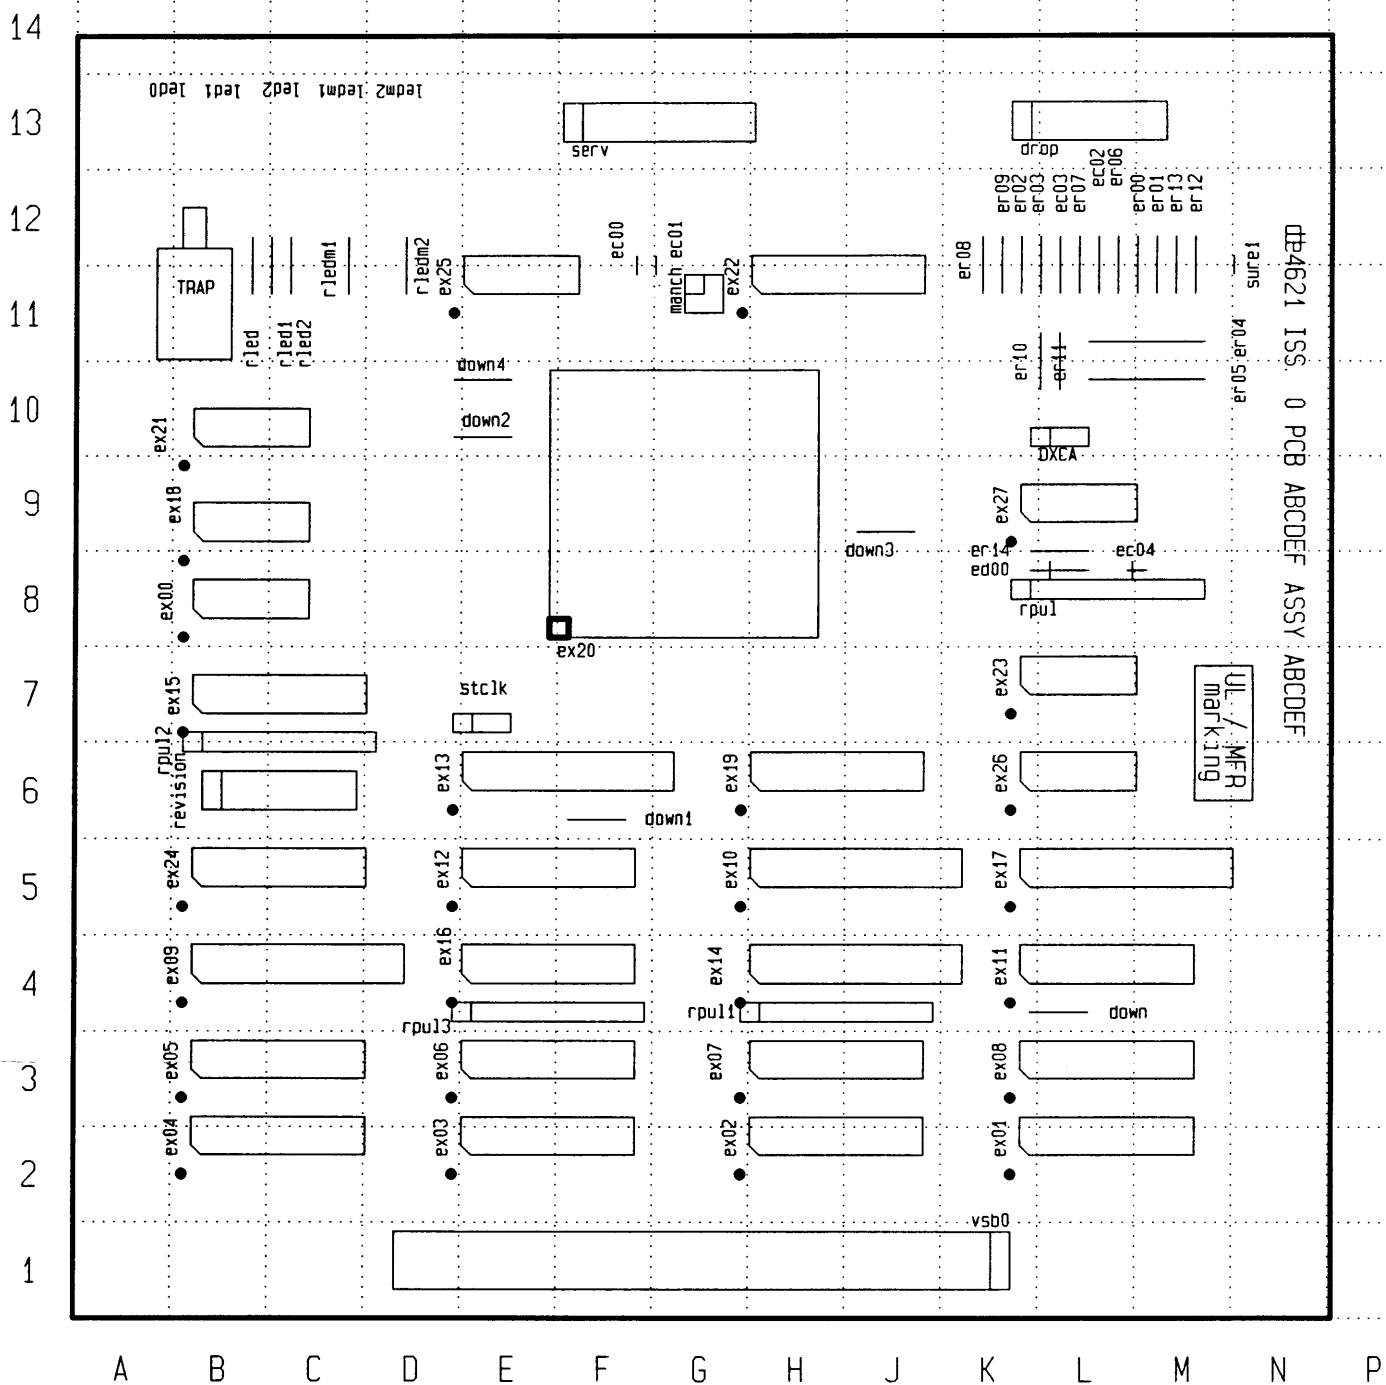 14
led0 led1 led2 ledm1 ledm2
13
serv
drop
ec02
er06
er09
er02
er03
ec03
er07
er00
er01
er13
er12
12
TRAP
rledm1
rledm2
ex25
ec00
ec01
manch
ex22
er08
sure1
11
rled
rled1
rled2
er10
er11
er04
er05
down4
10
down2
ex21
DXCA
9
ex18
ex27
down3
er14
ec04
ed00
8
ex00
rpul
ex20
7
ex15
stclk
ex23
UL / MFR
marking
rpul2
6
revision
ex13
ex19
ex26
down1
5
ex24
ex12
ex10
ex17
4
ex09
ex16
ex14
ex11
rpul3
rpul1
down
3
ex05
ex06
ex07
ex08
2
ex04
ex03
ex02
ex01
vsb0
1
4621 ISS. 0 PCB ABCDEF ASSY ABCDEF
A B C D E F G H J K L M N P